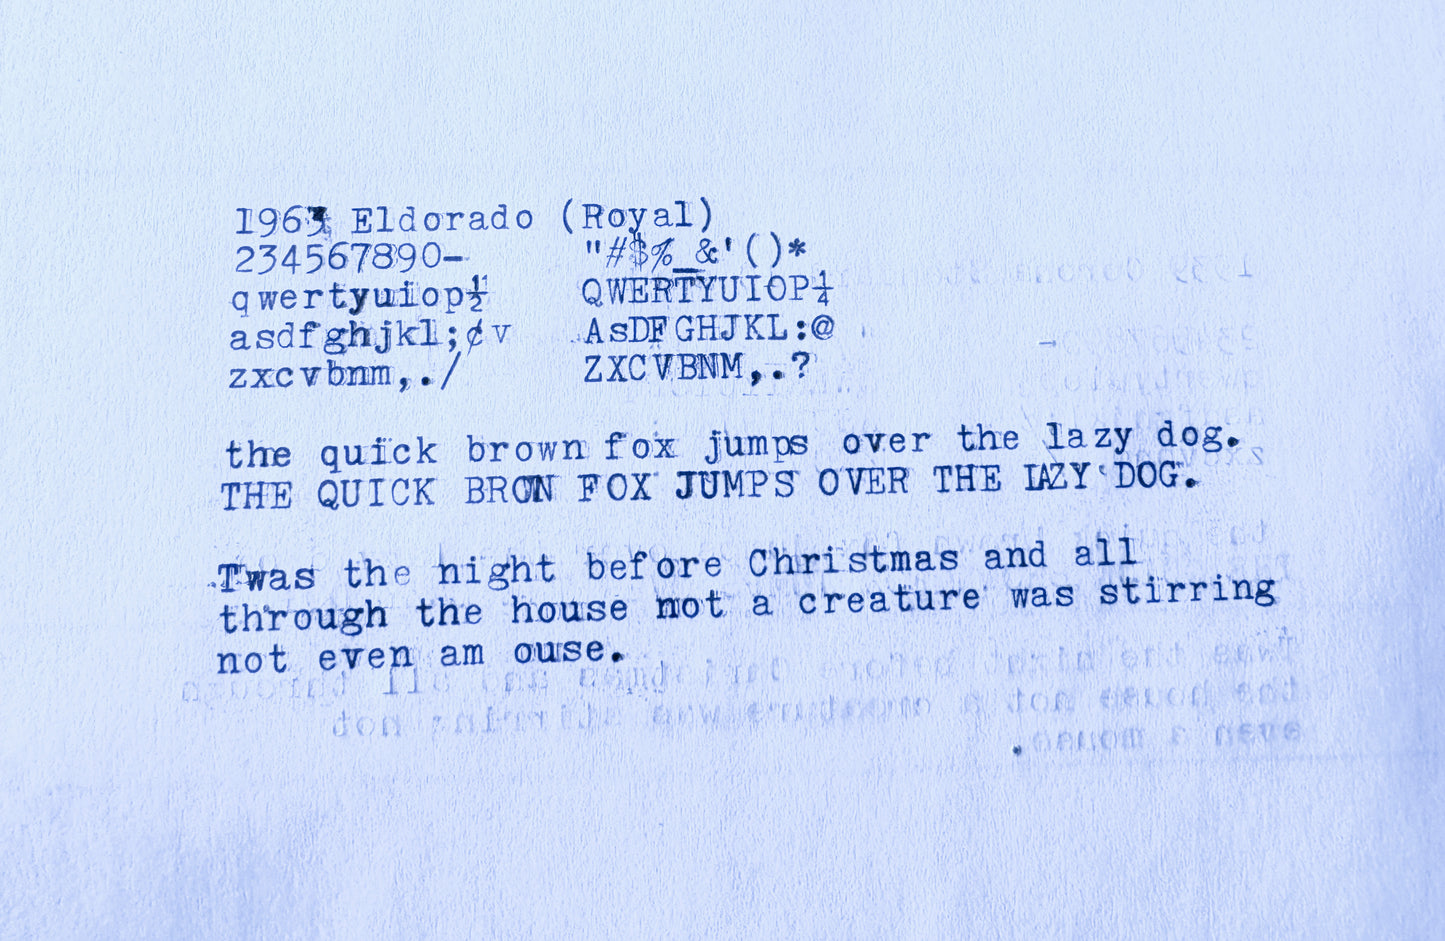 1963 Eldorado (Royal)
234567890-     "#$%_&'()*
qwertyuiop½     QWERTYUIOP¼
asdfghjkl;¢v     AsDFGHJKL:@
zxcvbnm,./     ZXCVBNM,.?
the quick brown fox jumps over the lazy dog.
THE QUICK BROWN FOX JUMPS OVER THE LAZY DOG.
Twas the night before Christmas and all
through the house not a creature was stirring
not even am ouse.